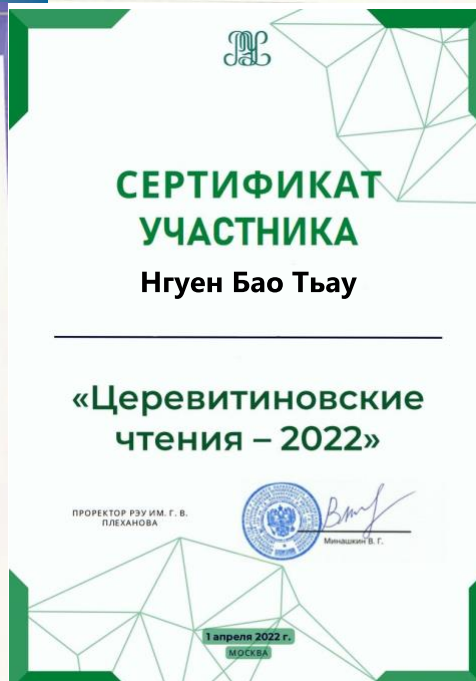 СЕРТИФИКАТ
УЧАСТНИКА
Нгуен Бао Тьау
«Церевитиновские
чтения – 2022»
ПРОРЕКТОР РЭУ ИМ. Г. В.
ПЛЕХАНОВА
Минашкин В. Г.
1 апреля 2022 г.
МОСКВА